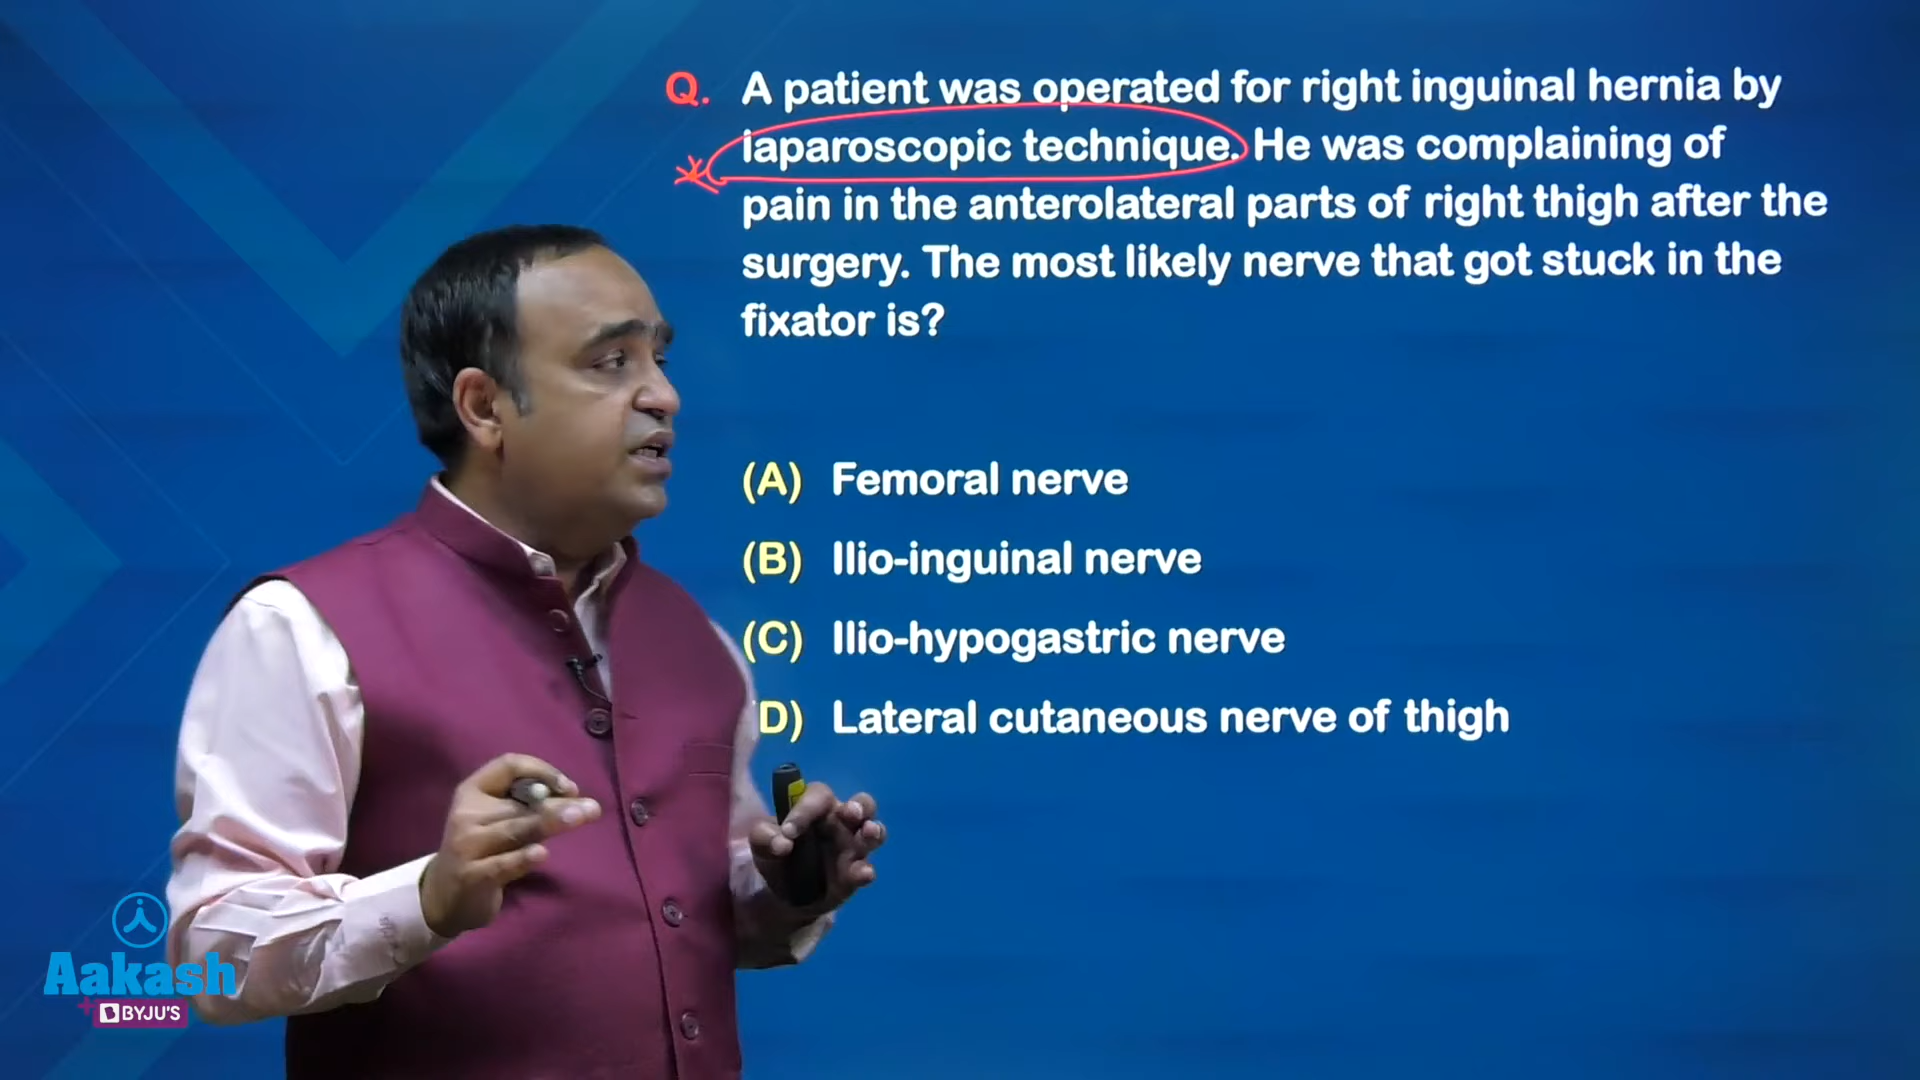 Q. A patient was operated for right inguinal hernia by
laparoscopic technique. He was complaining of
pain in the anterolateral parts of right thigh after the
surgery. The most likely nerve that got stuck in the
fixator is?
(A) Femoral nerve
(B) Ilio-inguinal nerve
(C) Ilio-hypogastric nerve
D) Lateral cutaneous nerve of thigh
Aakash
+ BYJU'S